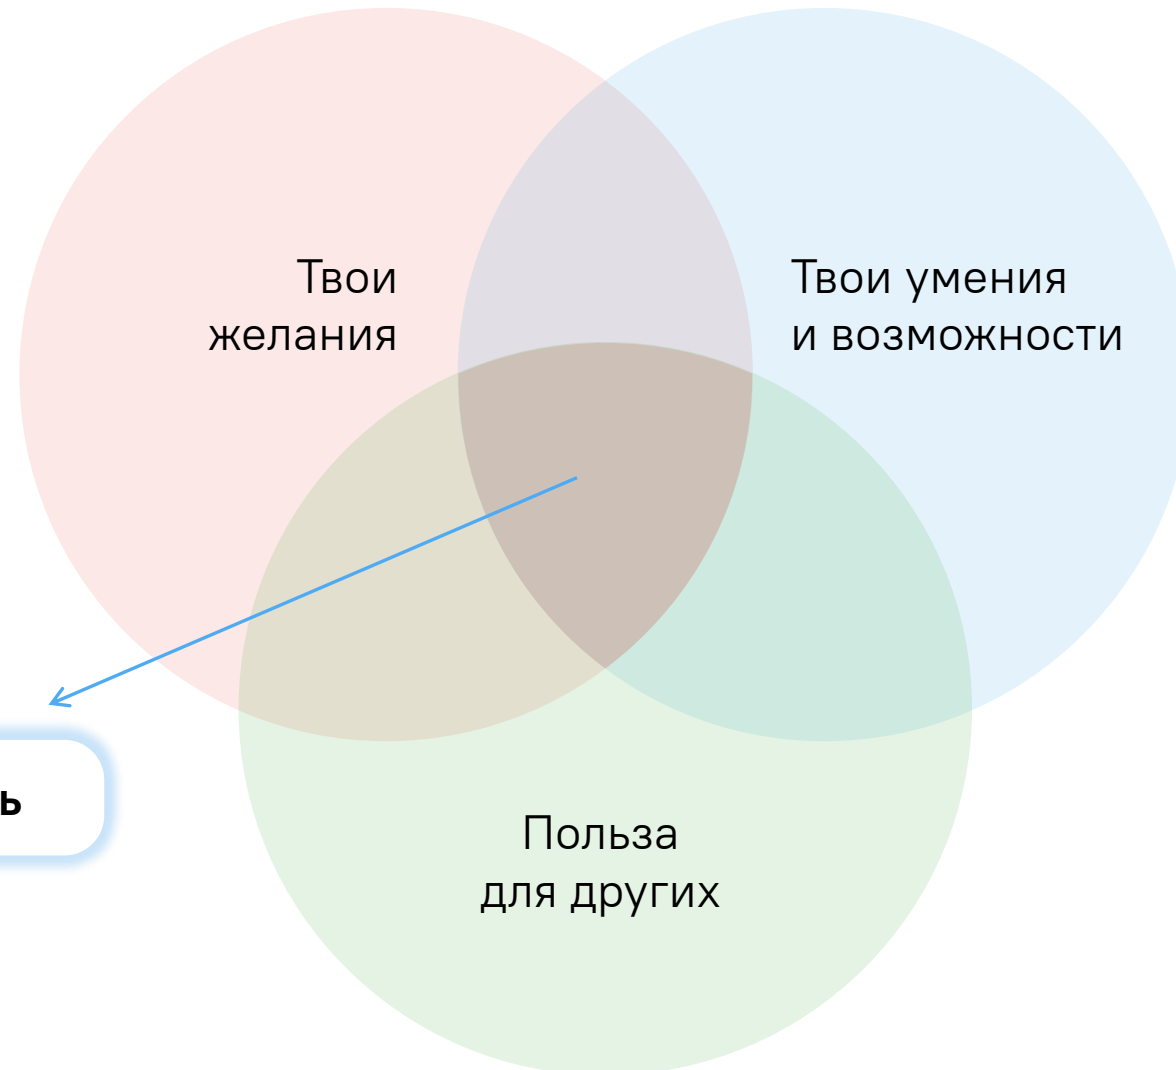 Твои
желания
Твои умения
и возможности
ь
Польза
для других